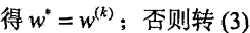 得 w* = w^(k)；否则转 (3)